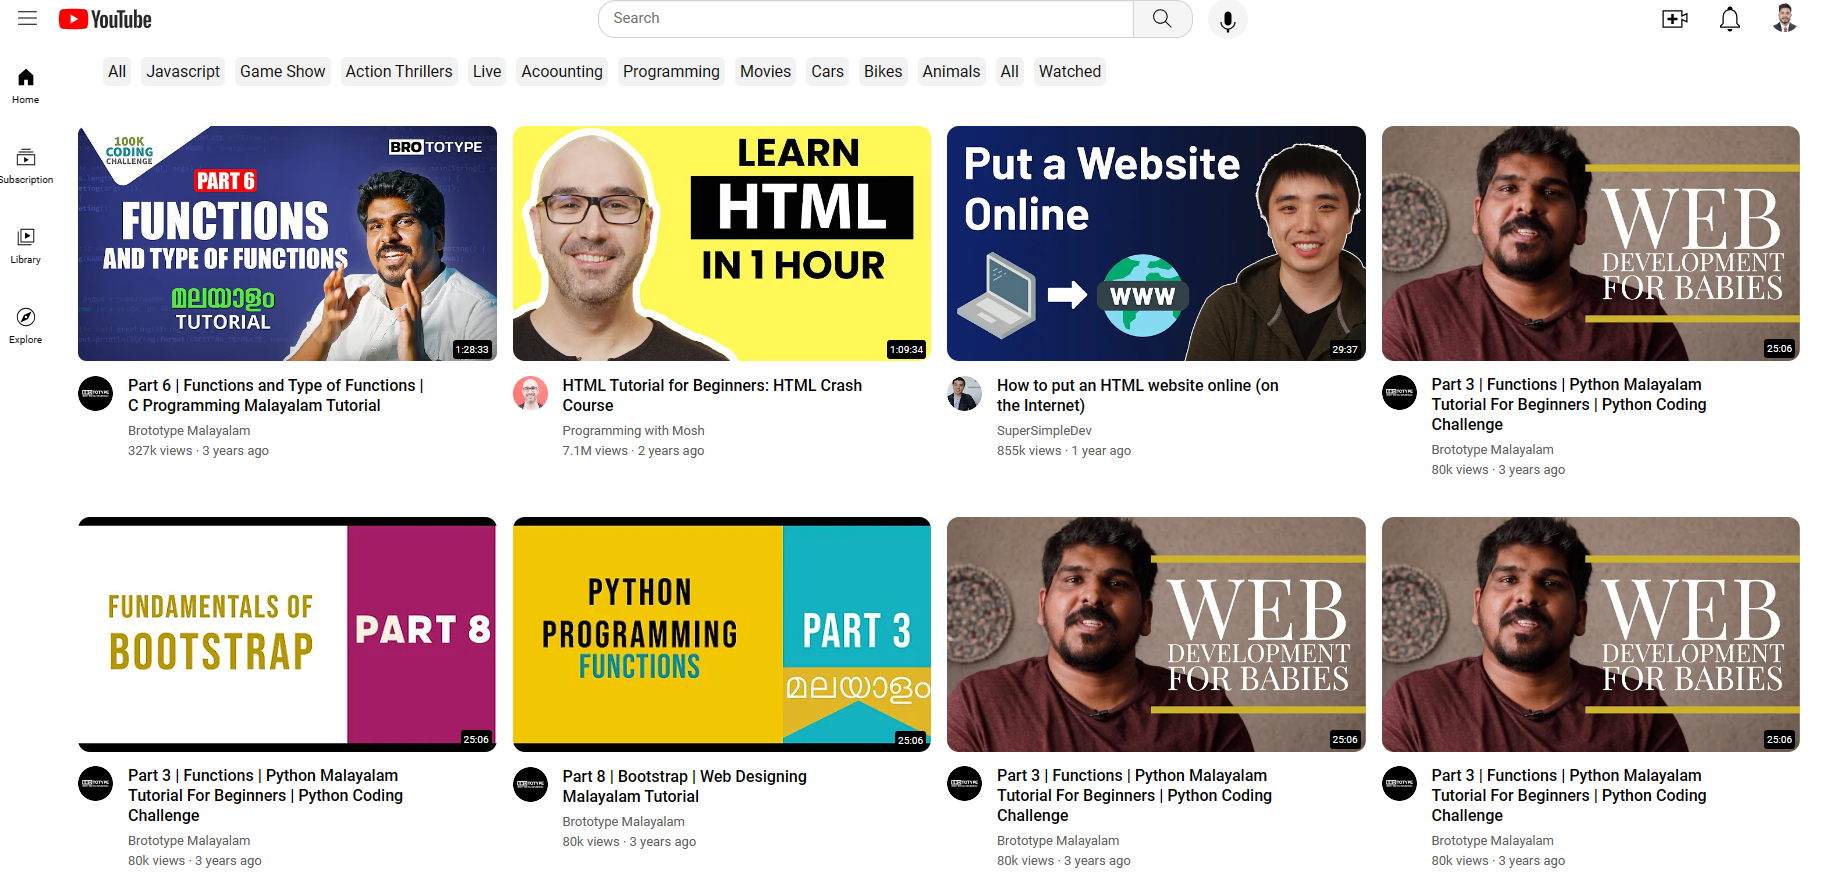 YouTube
Search
All
Javascript
Game Show
Action Thrillers
Live
Acoounting
Programming
Movies
Cars
Bikes
Animals
All
Watched
Home
Subscription
Library
Explore
100K
CODING
CHALLENGE
BROTOTYPE
PART 6
FUNCTIONS
AND TYPE OF FUNCTIONS
മലയാളം
TUTORIAL
1:28:33
Part 6 | Functions and Type of Functions |
C Programming Malayalam Tutorial
Brototype Malayalam
327k views · 3 years ago
LEARN
HTML
IN 1 HOUR
1:09:34
HTML Tutorial for Beginners: HTML Crash
Course
Programming with Mosh
7.1M views · 2 years ago
Put a Website
Online
WWW
29:37
How to put an HTML website online (on
the Internet)
SuperSimpleDev
855k views · 1 year ago
WEB
DEVELOPMENT
FOR BABIES
25:06
Part 3 | Functions | Python Malayalam
Tutorial For Beginners | Python Coding
Challenge
Brototype Malayalam
80k views · 3 years ago
FUNDAMENTALS OF
BOOTSTRAP
PART 8
25:06
Part 3 | Functions | Python Malayalam
Tutorial For Beginners | Python Coding
Challenge
Brototype Malayalam
80k views · 3 years ago
PYTHON
PROGRAMMING
FUNCTIONS
PART 3
മലയാളം
25:06
Part 8 | Bootstrap | Web Designing
Malayalam Tutorial
Brototype Malayalam
80k views · 3 years ago
WEB
DEVELOPMENT
FOR BABIES
25:06
Part 3 | Functions | Python Malayalam
Tutorial For Beginners | Python Coding
Challenge
Brototype Malayalam
80k views · 3 years ago
WEB
DEVELOPMENT
FOR BABIES
25:06
Part 3 | Functions | Python Malayalam
Tutorial For Beginners | Python Coding
Challenge
Brototype Malayalam
80k views · 3 years ago